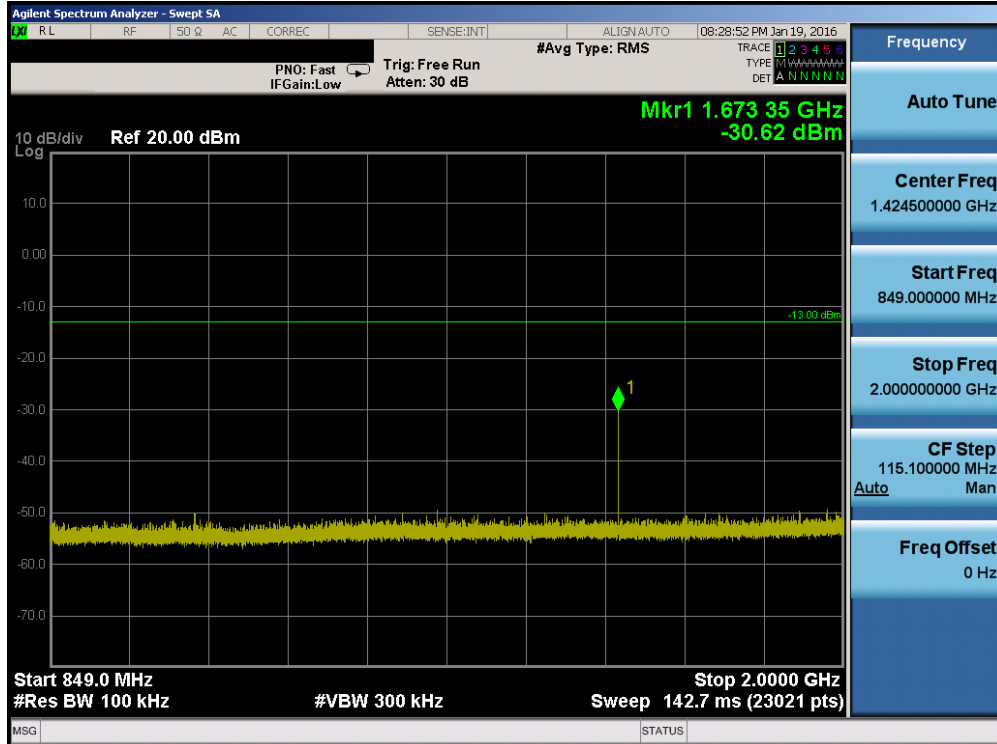 Agilent Spectrum Analyzer - Swept SA
LXI RL RF 50 Ω AC CORREC SENSE:INT ALIGN AUTO 08:28:52 PM Jan 19, 2016
#Avg Type: RMS TRACE 1 2 3 4 5 6
PNO: Fast Trig: Free Run TYPE M WWWWW
IFGain:Low Atten: 30 dB DET A N N N N N
Mkr1 1.673 35 GHz
10 dB/div Ref 20.00 dBm -30.62 dBm
Log
10.0
0.00
-10.0
-13.00 dBm
-20.0
1
-30.0
-40.0
-50.0
-60.0
-70.0
Start 849.0 MHz Stop 2.0000 GHz
#Res BW 100 kHz #VBW 300 kHz Sweep 142.7 ms (23021 pts)
MSG STATUS
Frequency
Auto Tune
Center Freq
1.424500000 GHz
Start Freq
849.000000 MHz
Stop Freq
2.000000000 GHz
CF Step
115.100000 MHz
Auto Man
Freq Offset
0 Hz